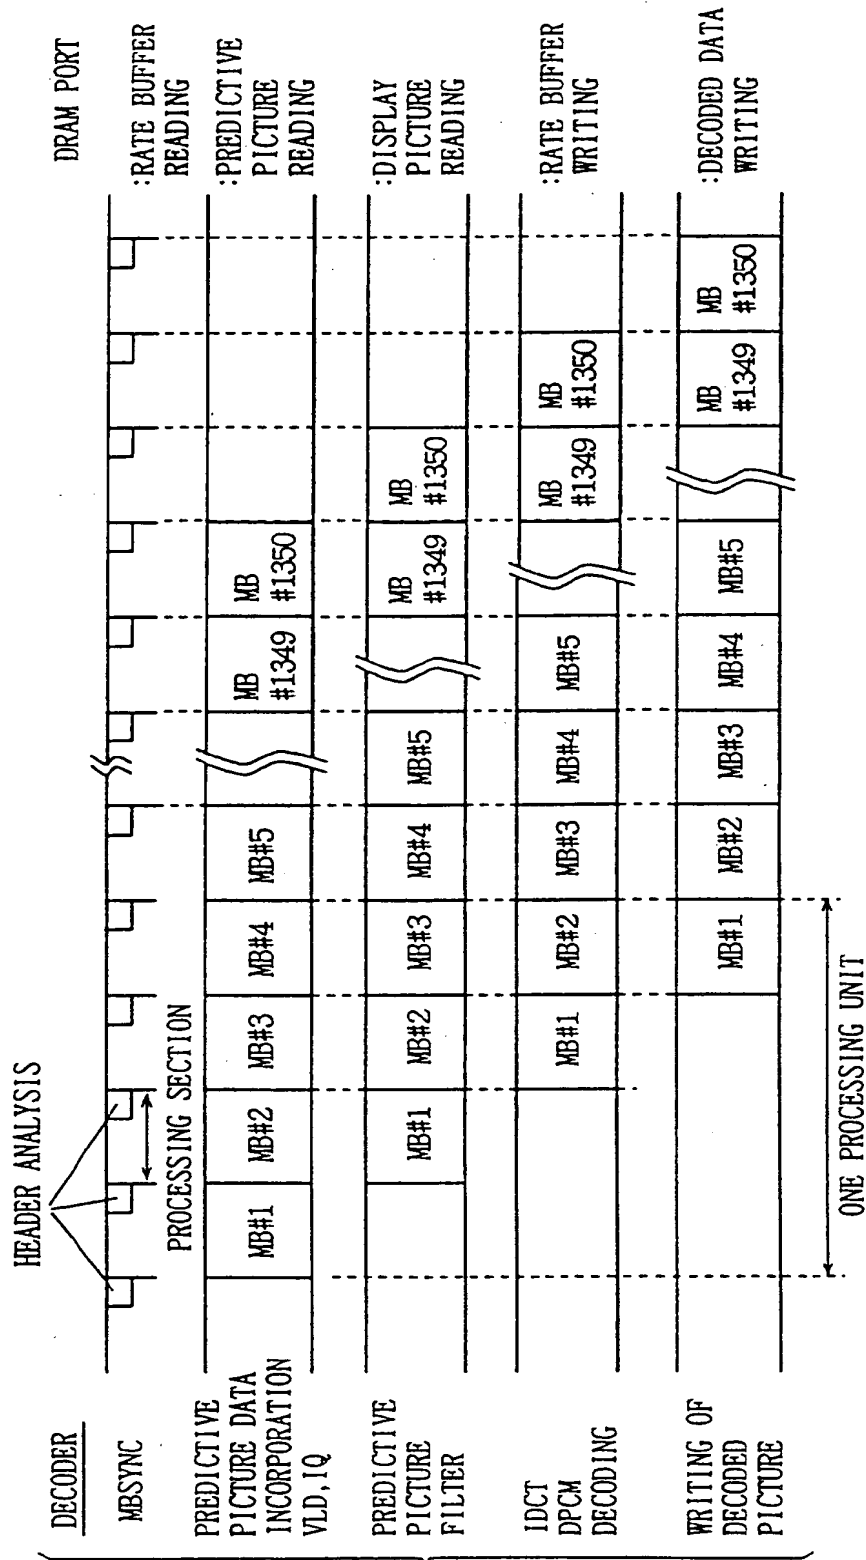 DECODER
DRAM PORT
HEADER ANALYSIS
MBSYNC
PROCESSING SECTION
:RATE BUFFER
READING
PREDICTIVE
PICTURE DATA
INCORPORATION
VLD,IQ
MB#1
MB#2
MB#3
MB#4
MB#5
MB
#1349
MB
#1350
:PREDICTIVE
PICTURE
READING
PREDICTIVE
PICTURE
FILTER
MB#1
MB#2
MB#3
MB#4
MB#5
MB
#1349
MB
#1350
:DISPLAY
PICTURE
READING
IDCT
DPCM
DECODING
MB#1
MB#2
MB#3
MB#4
MB#5
MB
#1349
MB
#1350
:RATE BUFFER
WRITING
WRITING OF
DECODED
PICTURE
MB#1
MB#2
MB#3
MB#4
MB#5
MB
#1349
MB
#1350
:DECODED DATA
WRITING
ONE PROCESSING UNIT